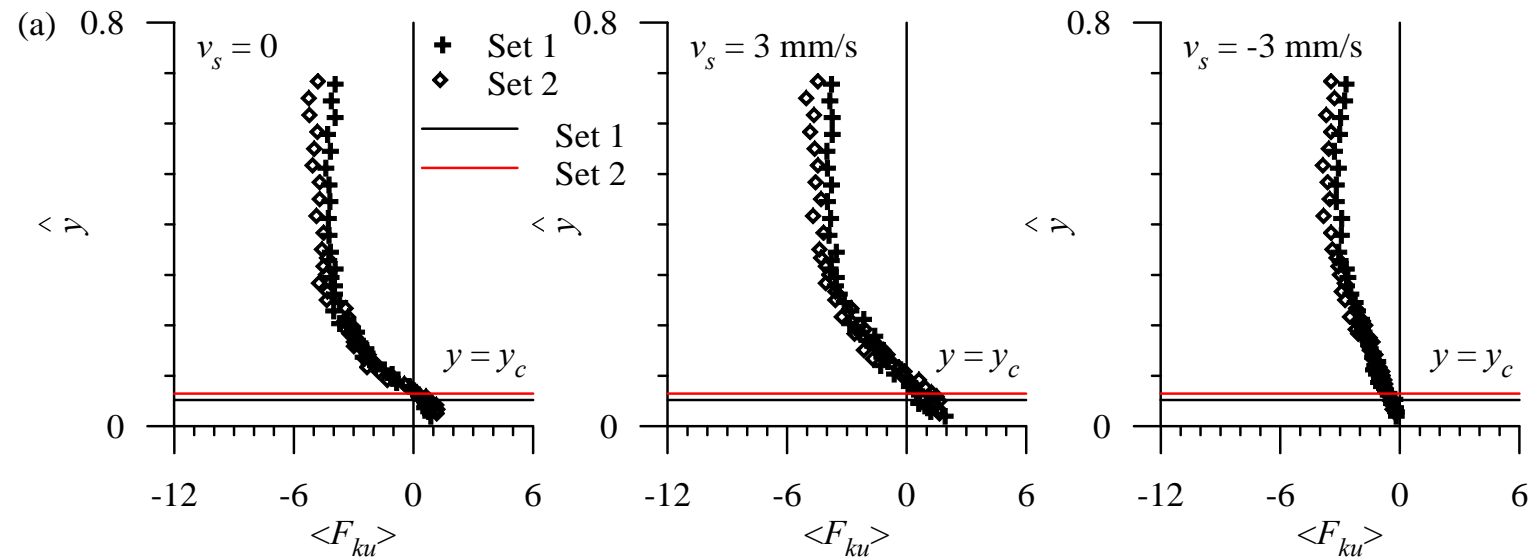 (a)
0.8
v_s = 0
Set 1
Set 2
Set 1
Set 2
ŷ
y = y_c
0
-12 -6 0 6
<F_ku>
0.8
v_s = 3 mm/s
ŷ
y = y_c
0
-12 -6 0 6
<F_ku>
0.8
v_s = -3 mm/s
ŷ
y = y_c
0
-12 -6 0 6
<F_ku>